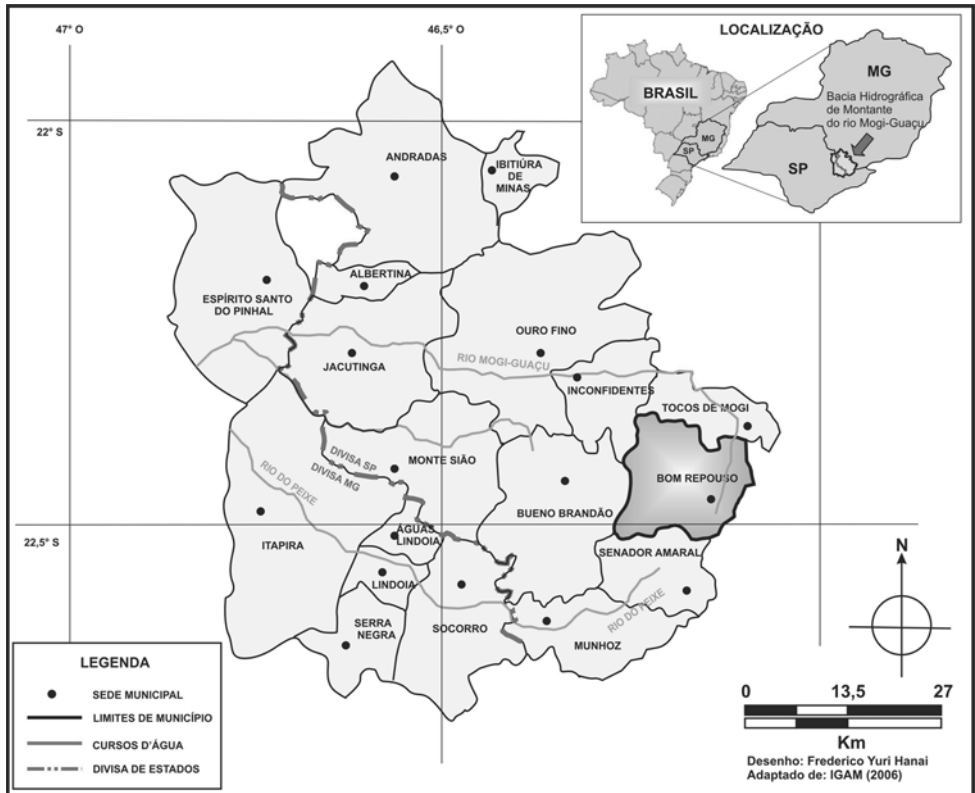 47° O
46,5° O
LOCALIZAÇÃO
BRASIL
MG
SP
MG
Bacia Hidrográfica
de Montante
do rio Mogi-Guaçu
SP
22° S
ANDRADAS
IBITIÚRA
DE
MINAS
ALBERTINA
ESPÍRITO SANTO
DO PINHAL
OURO FINO
RIO MOGI-GUAÇU
JACUTINGA
INCONFIDENTES
TOCOS DE MOGI
DIVISA SP
DIVISA MG
MONTE SIÃO
RIO DO PEIXE
BOM REPOUSO
BUENO BRANDÃO
22,5° S
ITAPIRA
ÁGUAS
LINDOIA
SENADOR AMARAL
LINDOIA
RIO DO PEIXE
SERRA
NEGRA
SOCORRO
MUNHOZ
N
LEGENDA
SEDE MUNICIPAL
LIMITES DE MUNICÍPIO
CURSOS D'ÁGUA
DIVISA DE ESTADOS
0 13,5 27
Km
Desenho: Frederico Yuri Hanai
Adaptado de: IGAM (2006)